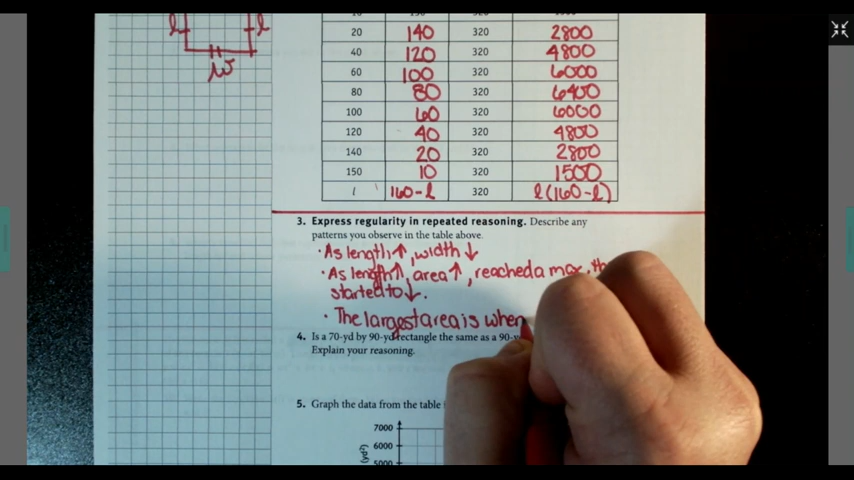 l
l
w
20 140 320 2800
40 120 320 4800
60 100 320 6000
80 80 320 6400
100 60 320 6000
120 40 320 4800
140 20 320 2800
150 10 320 1500
l 160-l 320 l(160-l)
3. Express regularity in repeated reasoning. Describe any
patterns you observe in the table above.
· As length ↑, width ↓
· As length ↑, area ↑, reached a max,
started to ↓.
· The largest area is when
4. Is a 70-yd by 90-yd rectangle the same as a
Explain your reasoning.
5. Graph the data from the table
7000
6000
5000
(yd²)